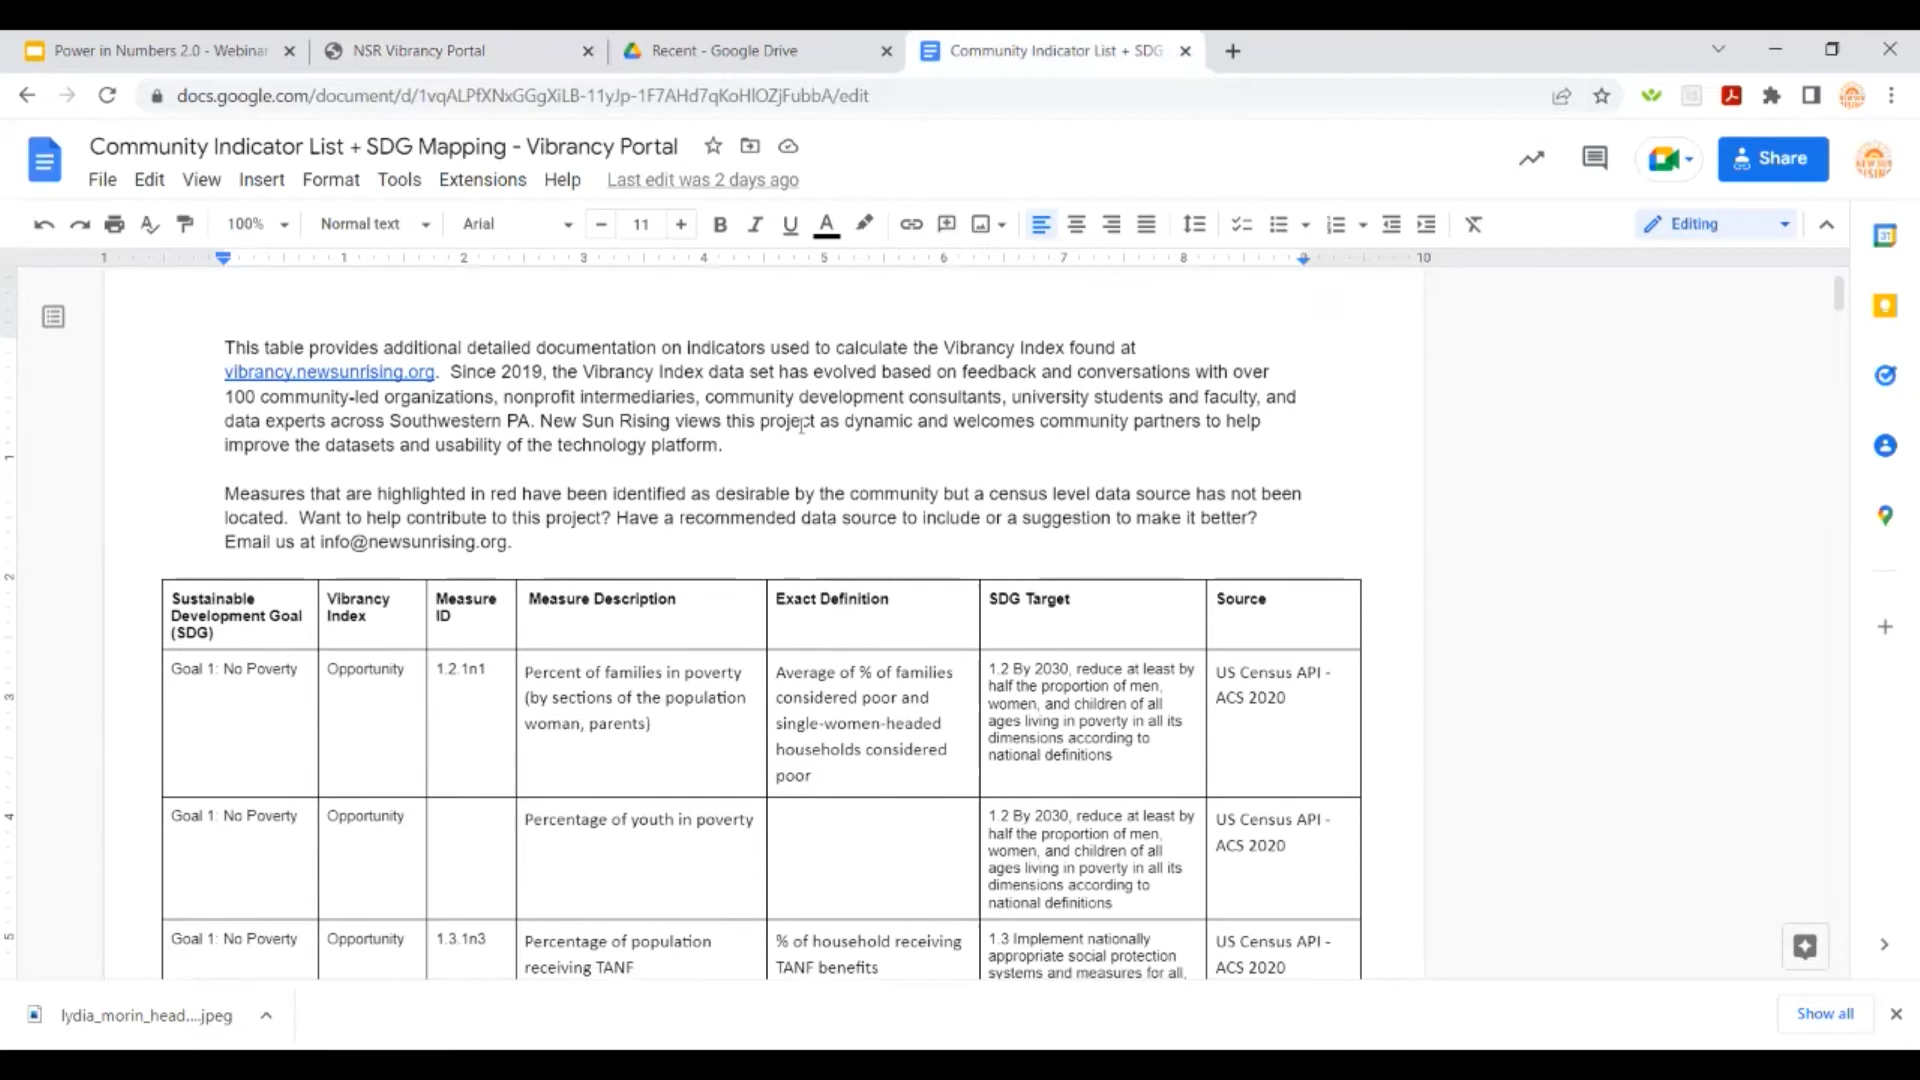 Power in Numbers 2.0 - Webinar
NSR Vibrancy Portal
Recent - Google Drive
Community Indicator List + SDG
docs.google.com/document/d/1vqALPfXNxGGgXiLB-11yJp-1F7AHd7qKoHlOZjFubbA/edit
Community Indicator List + SDG Mapping - Vibrancy Portal
File Edit View Insert Format Tools Extensions Help Last edit was 2 days ago
Share
NEW SUN RISING
100% Normal text Arial 11 Editing
1 1 2 3 4 5 6 7 8 9 10
This table provides additional detailed documentation on indicators used to calculate the Vibrancy Index found at
vibrancy.newsunrising.org. Since 2019, the Vibrancy Index data set has evolved based on feedback and conversations with over
100 community-led organizations, nonprofit intermediaries, community development consultants, university students and faculty, and
data experts across Southwestern PA. New Sun Rising views this project as dynamic and welcomes community partners to help
improve the datasets and usability of the technology platform.
Measures that are highlighted in red have been identified as desirable by the community but a census level data source has not been
located. Want to help contribute to this project? Have a recommended data source to include or a suggestion to make it better?
Email us at info@newsunrising.org.
Sustainable
Development Goal
(SDG)
Vibrancy
Index
Measure
ID
Measure Description
Exact Definition
SDG Target
Source
Goal 1: No Poverty
Opportunity
1.2.1n1
Percent of families in poverty
(by sections of the population
woman, parents)
Average of % of families
considered poor and
single-women-headed
households considered
poor
1.2 By 2030, reduce at least by
half the proportion of men,
women, and children of all
ages living in poverty in all its
dimensions according to
national definitions
US Census API -
ACS 2020
Goal 1: No Poverty
Opportunity
Percentage of youth in poverty
1.2 By 2030, reduce at least by
half the proportion of men,
women, and children of all
ages living in poverty in all its
dimensions according to
national definitions
US Census API -
ACS 2020
Goal 1: No Poverty
Opportunity
1.3.1n3
Percentage of population
receiving TANF
% of household receiving
TANF benefits
1.3 Implement nationally
appropriate social protection
systems and measures for all,
US Census API -
ACS 2020
lydia_morin_head....jpeg
Show all